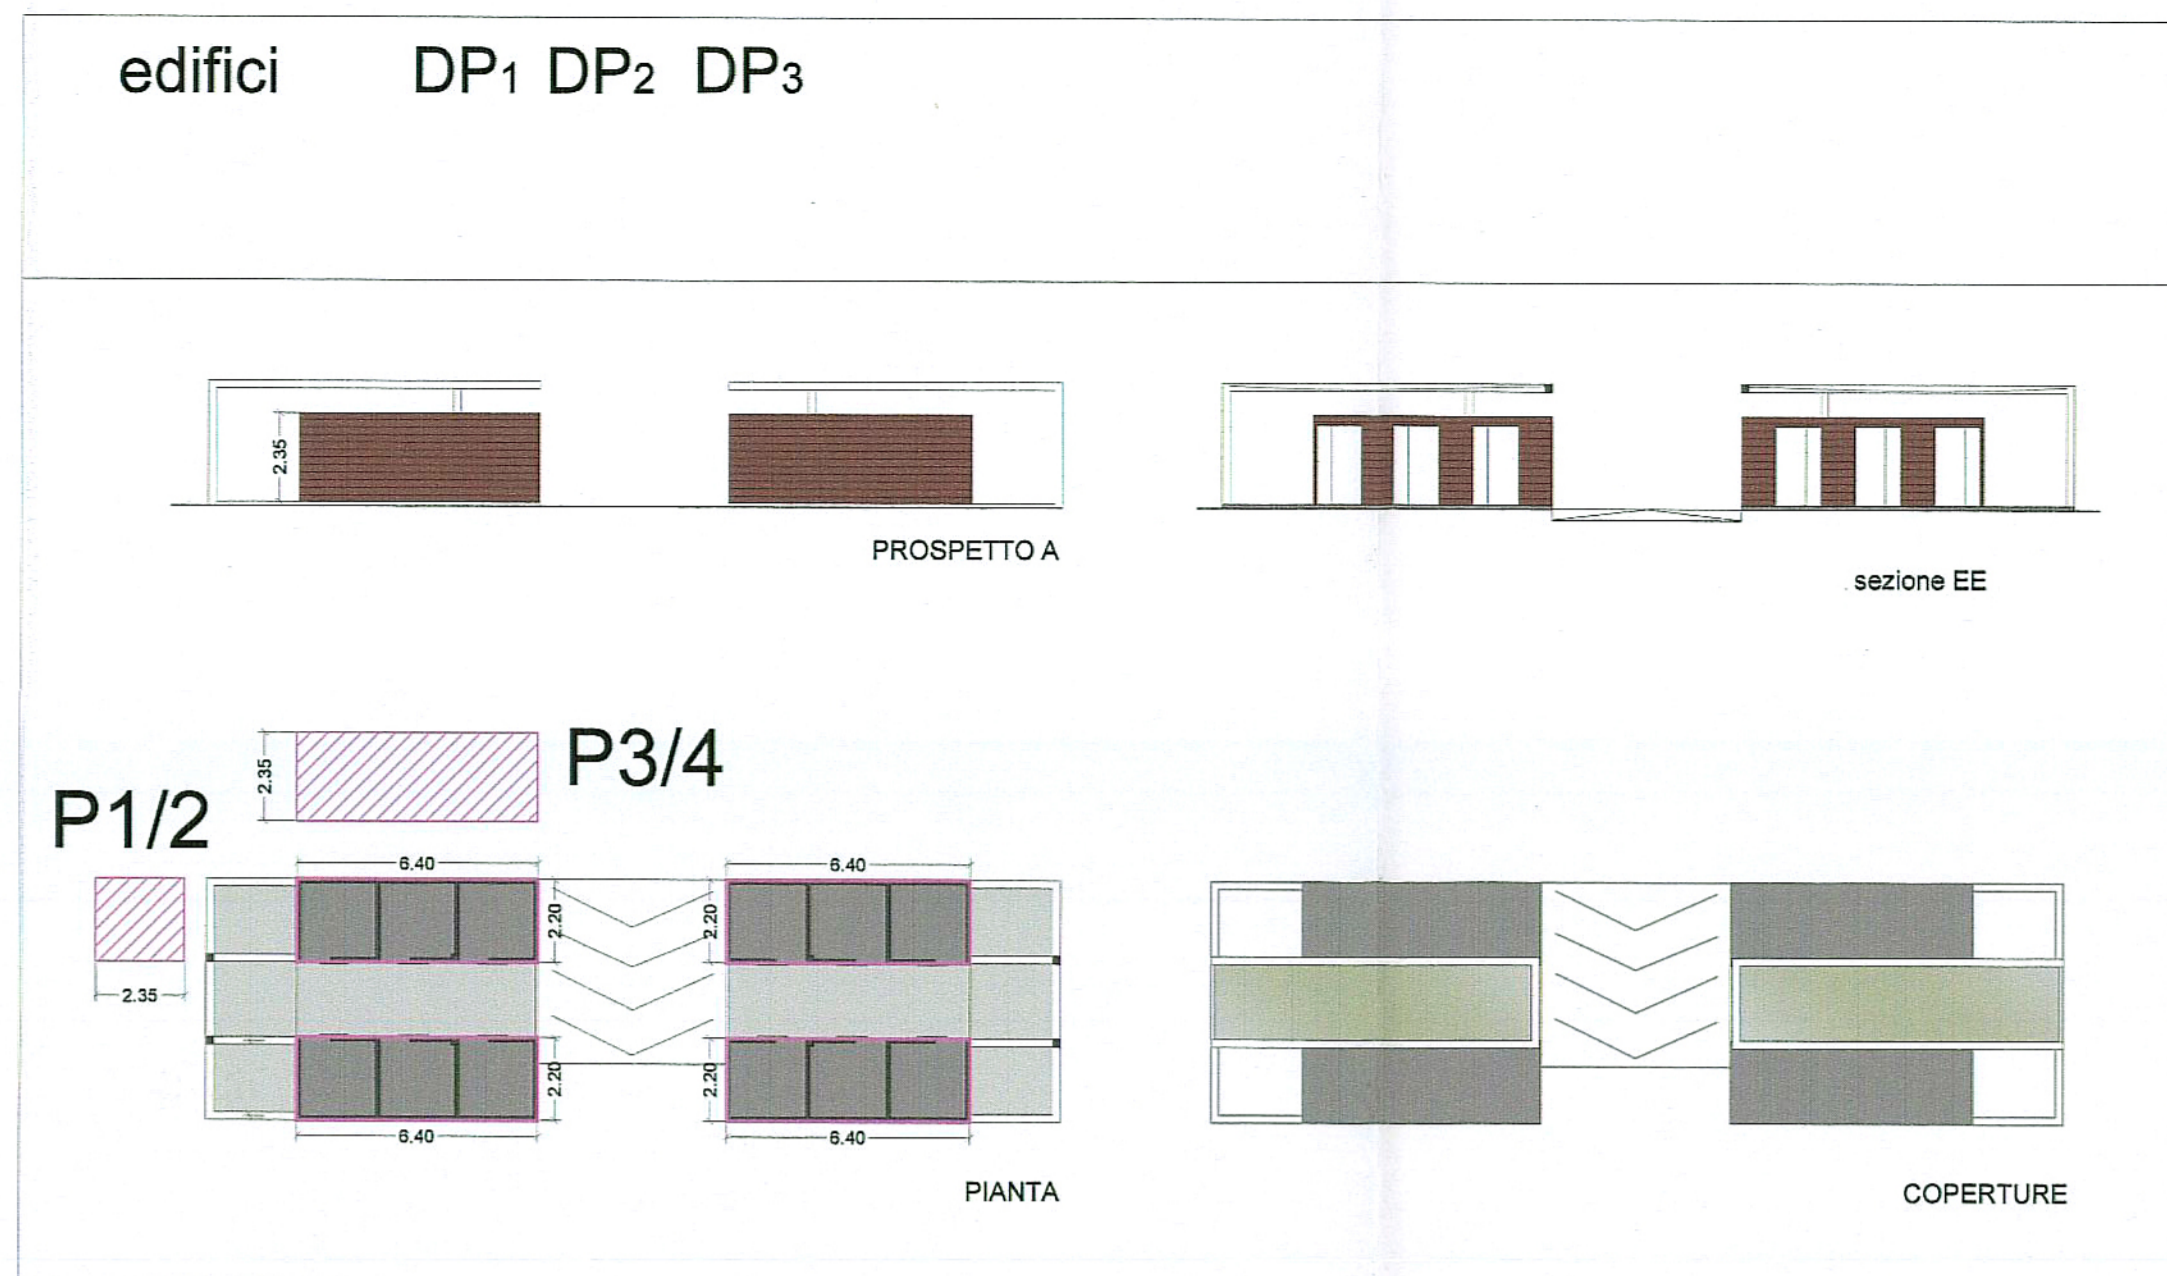 edifici DP1 DP2 DP3
2.35
PROSPETTO A
sezione EE
2.35
P3/4
P1/2
2.35
6.40
6.40
2.20
2.20
2.20
2.20
6.40
6.40
PIANTA
COPERTURE